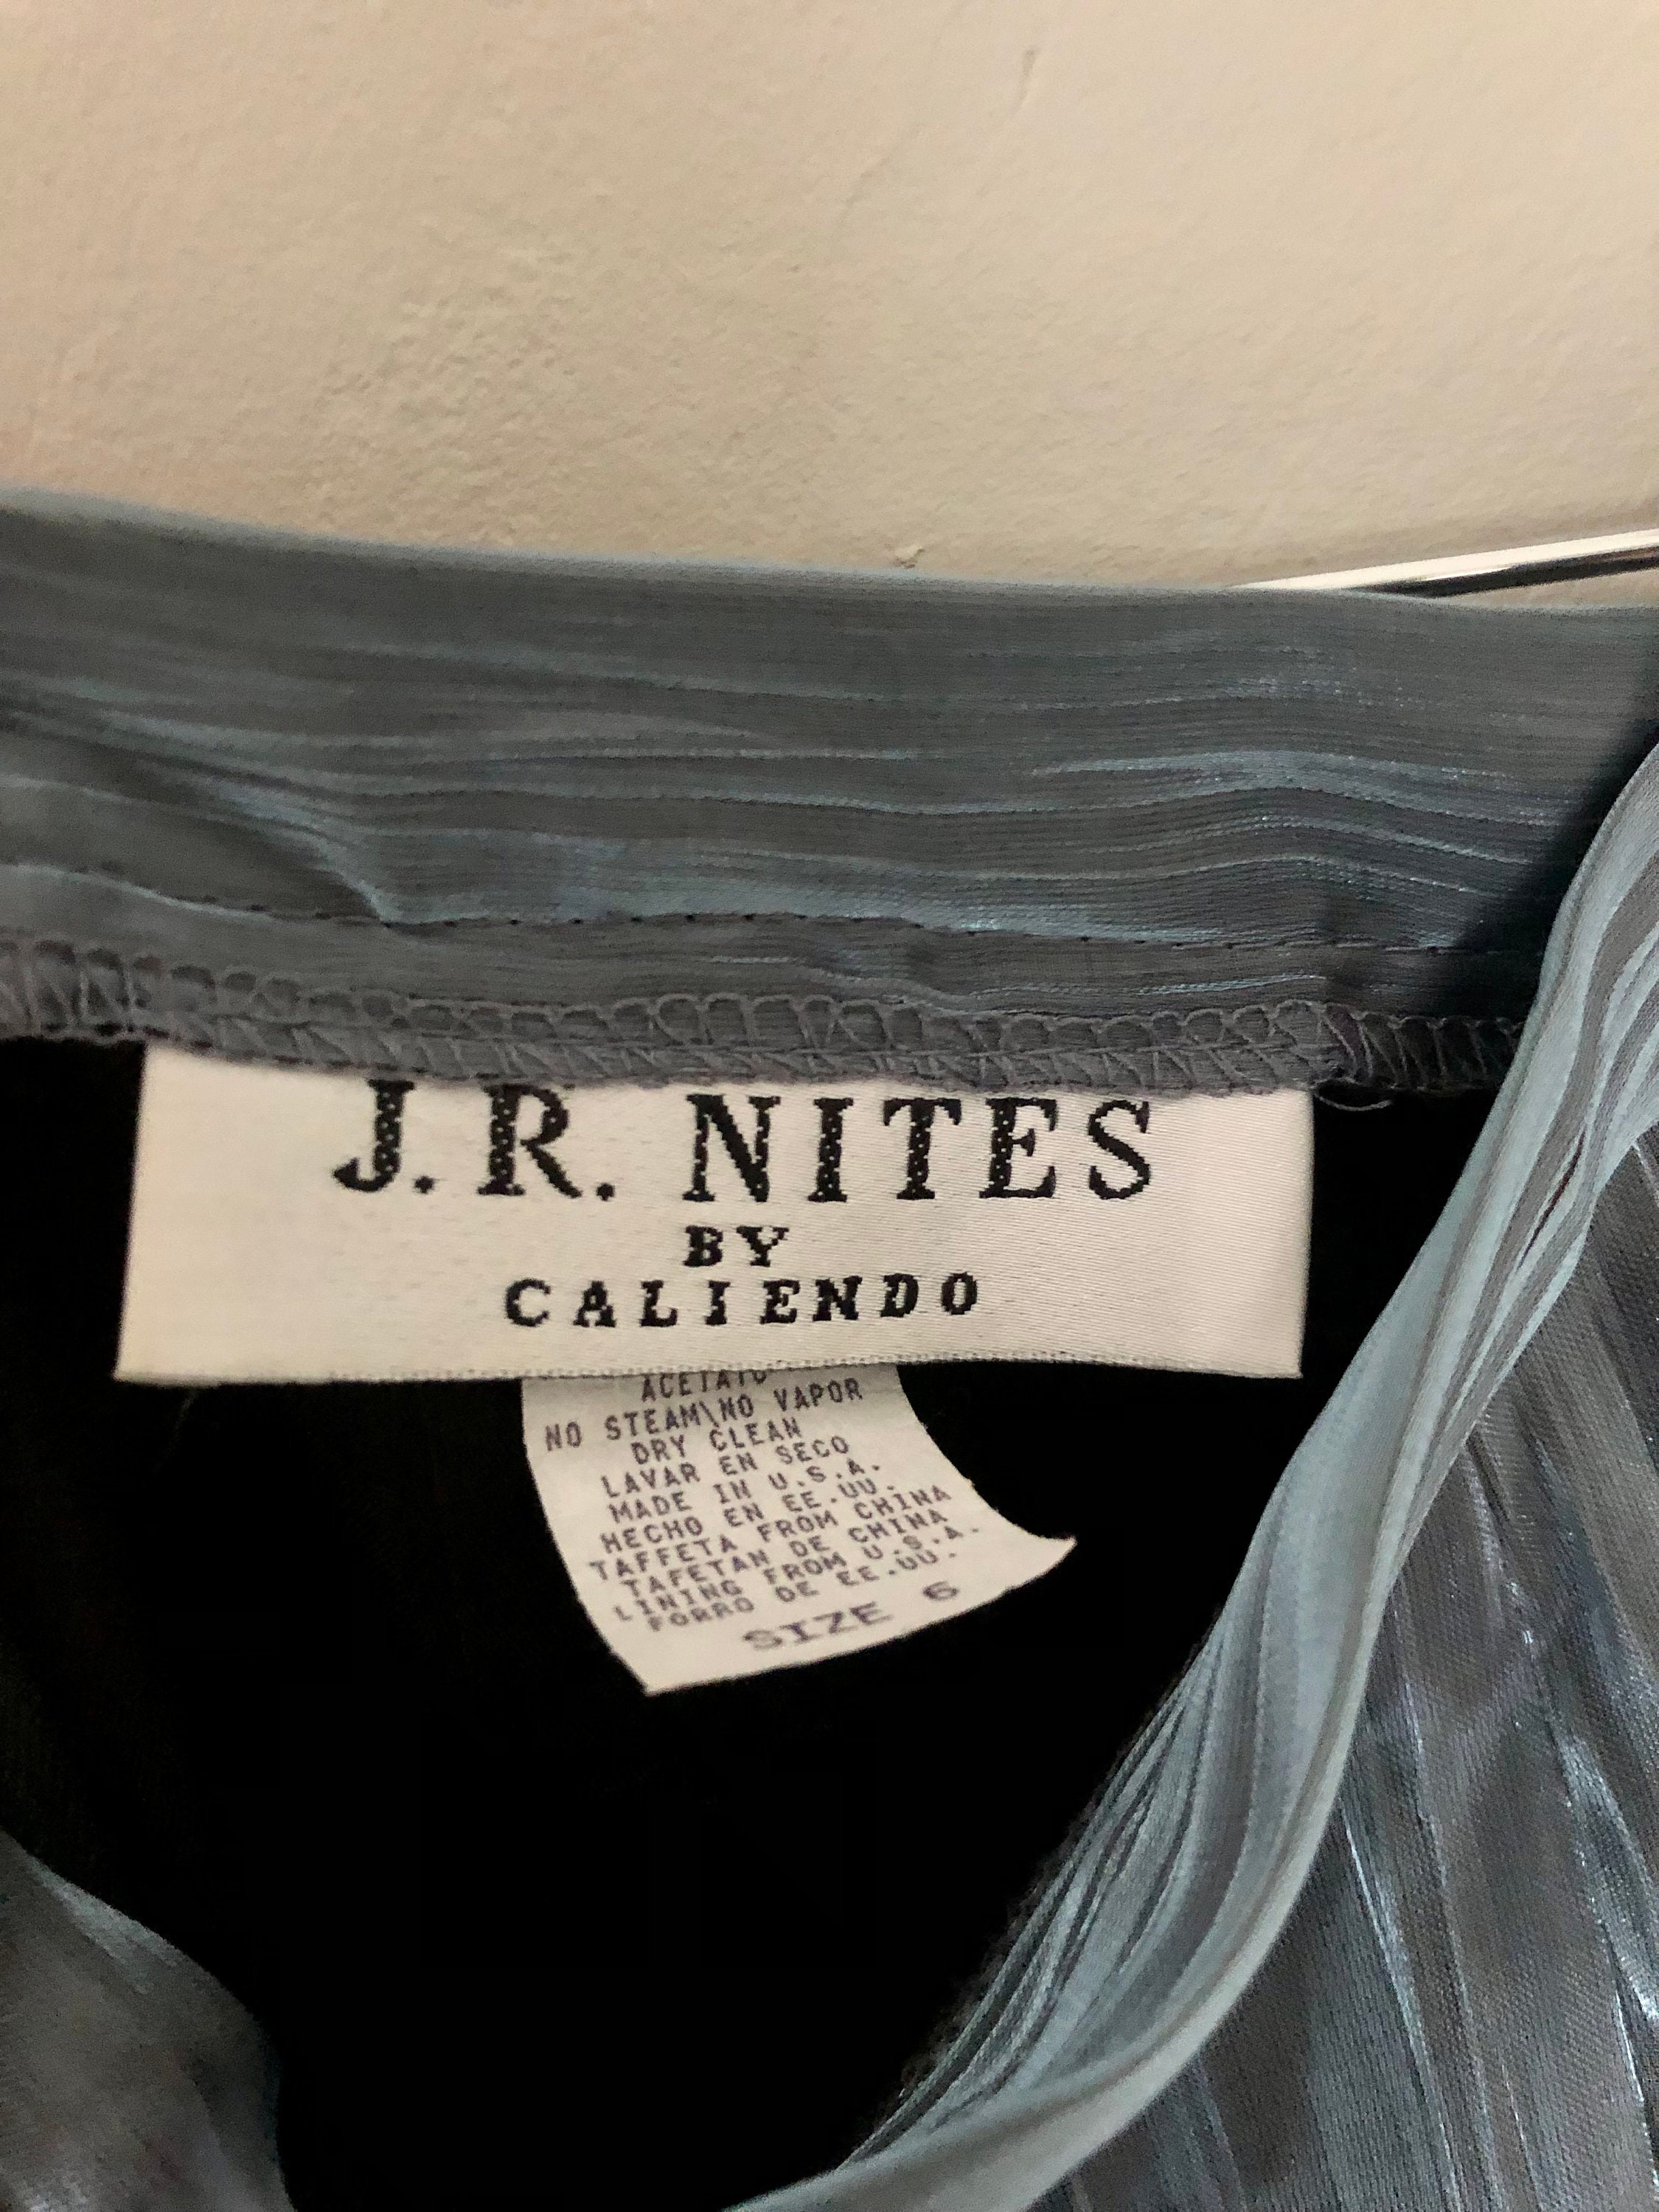 J.R. NITES
BY
CALIENDO
ACETATO
NO STEAM\NO VAPOR
DRY CLEAN
LAVAR EN SECO
MADE IN U.S.A.
HECHO EN EE.UU.
TAFFETA FROM CHINA
TAFETAN DE CHINA
LINING FROM U.S.A.
FORRO DE EE.UU.
SIZE 6